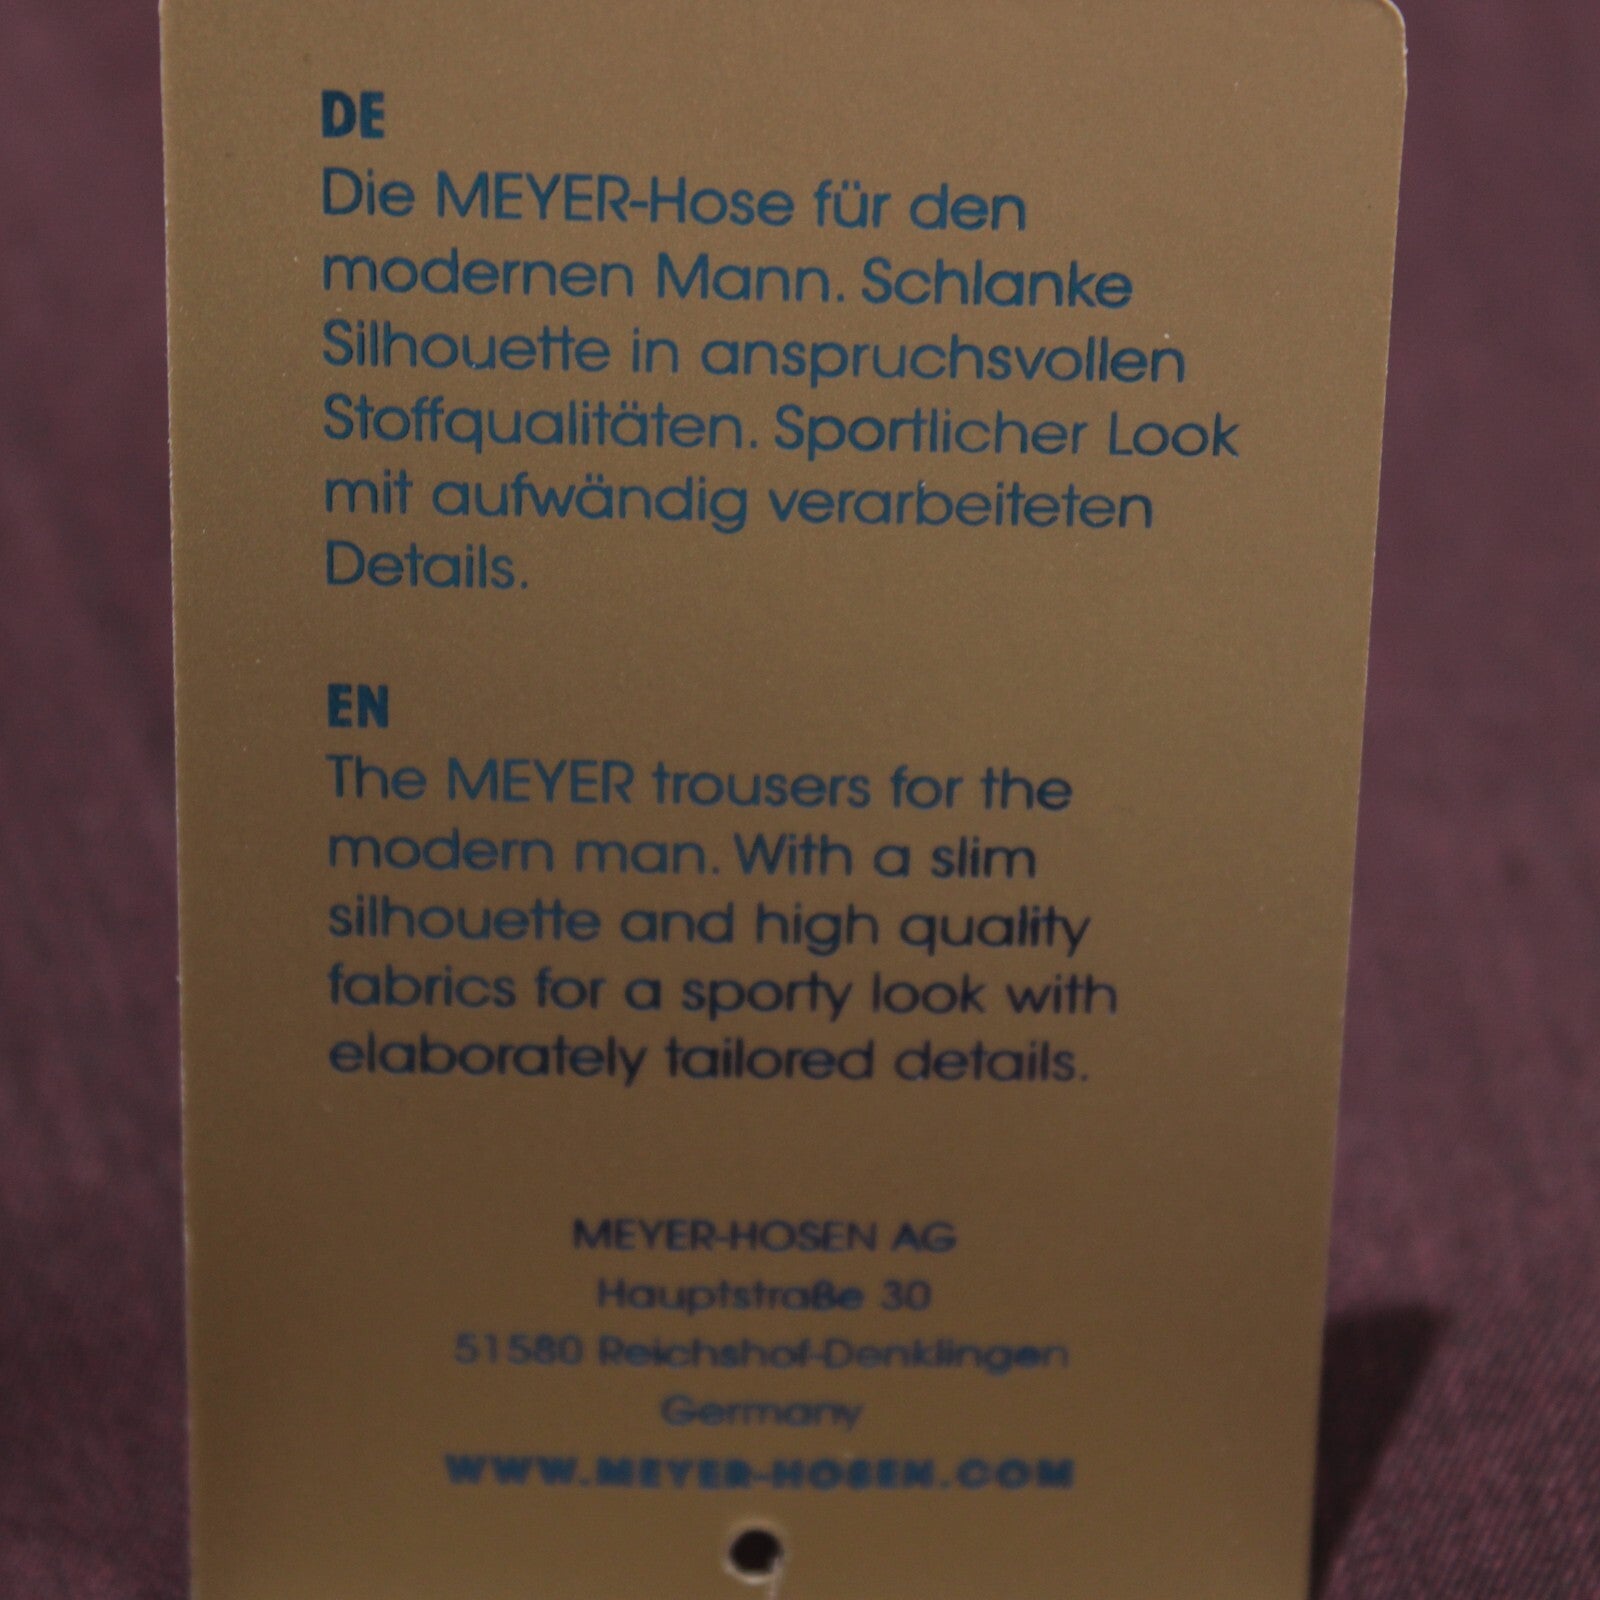 DE
Die MEYER-Hose für den
modernen Mann. Schlanke
Silhouette in anspruchsvollen
Stoffqualitäten. Sportlicher Look
mit aufwändig verarbeiteten
Details.
EN
The MEYER trousers for the
modern man. With a slim
silhouette and high quality
fabrics for a sporty look with
elaborately tailored details.
MEYER-HOSEN AG
Hauptstraße 30
51580 Reichshof-Denklingen
Germany
WWW.MEYER-HOSEN.COM